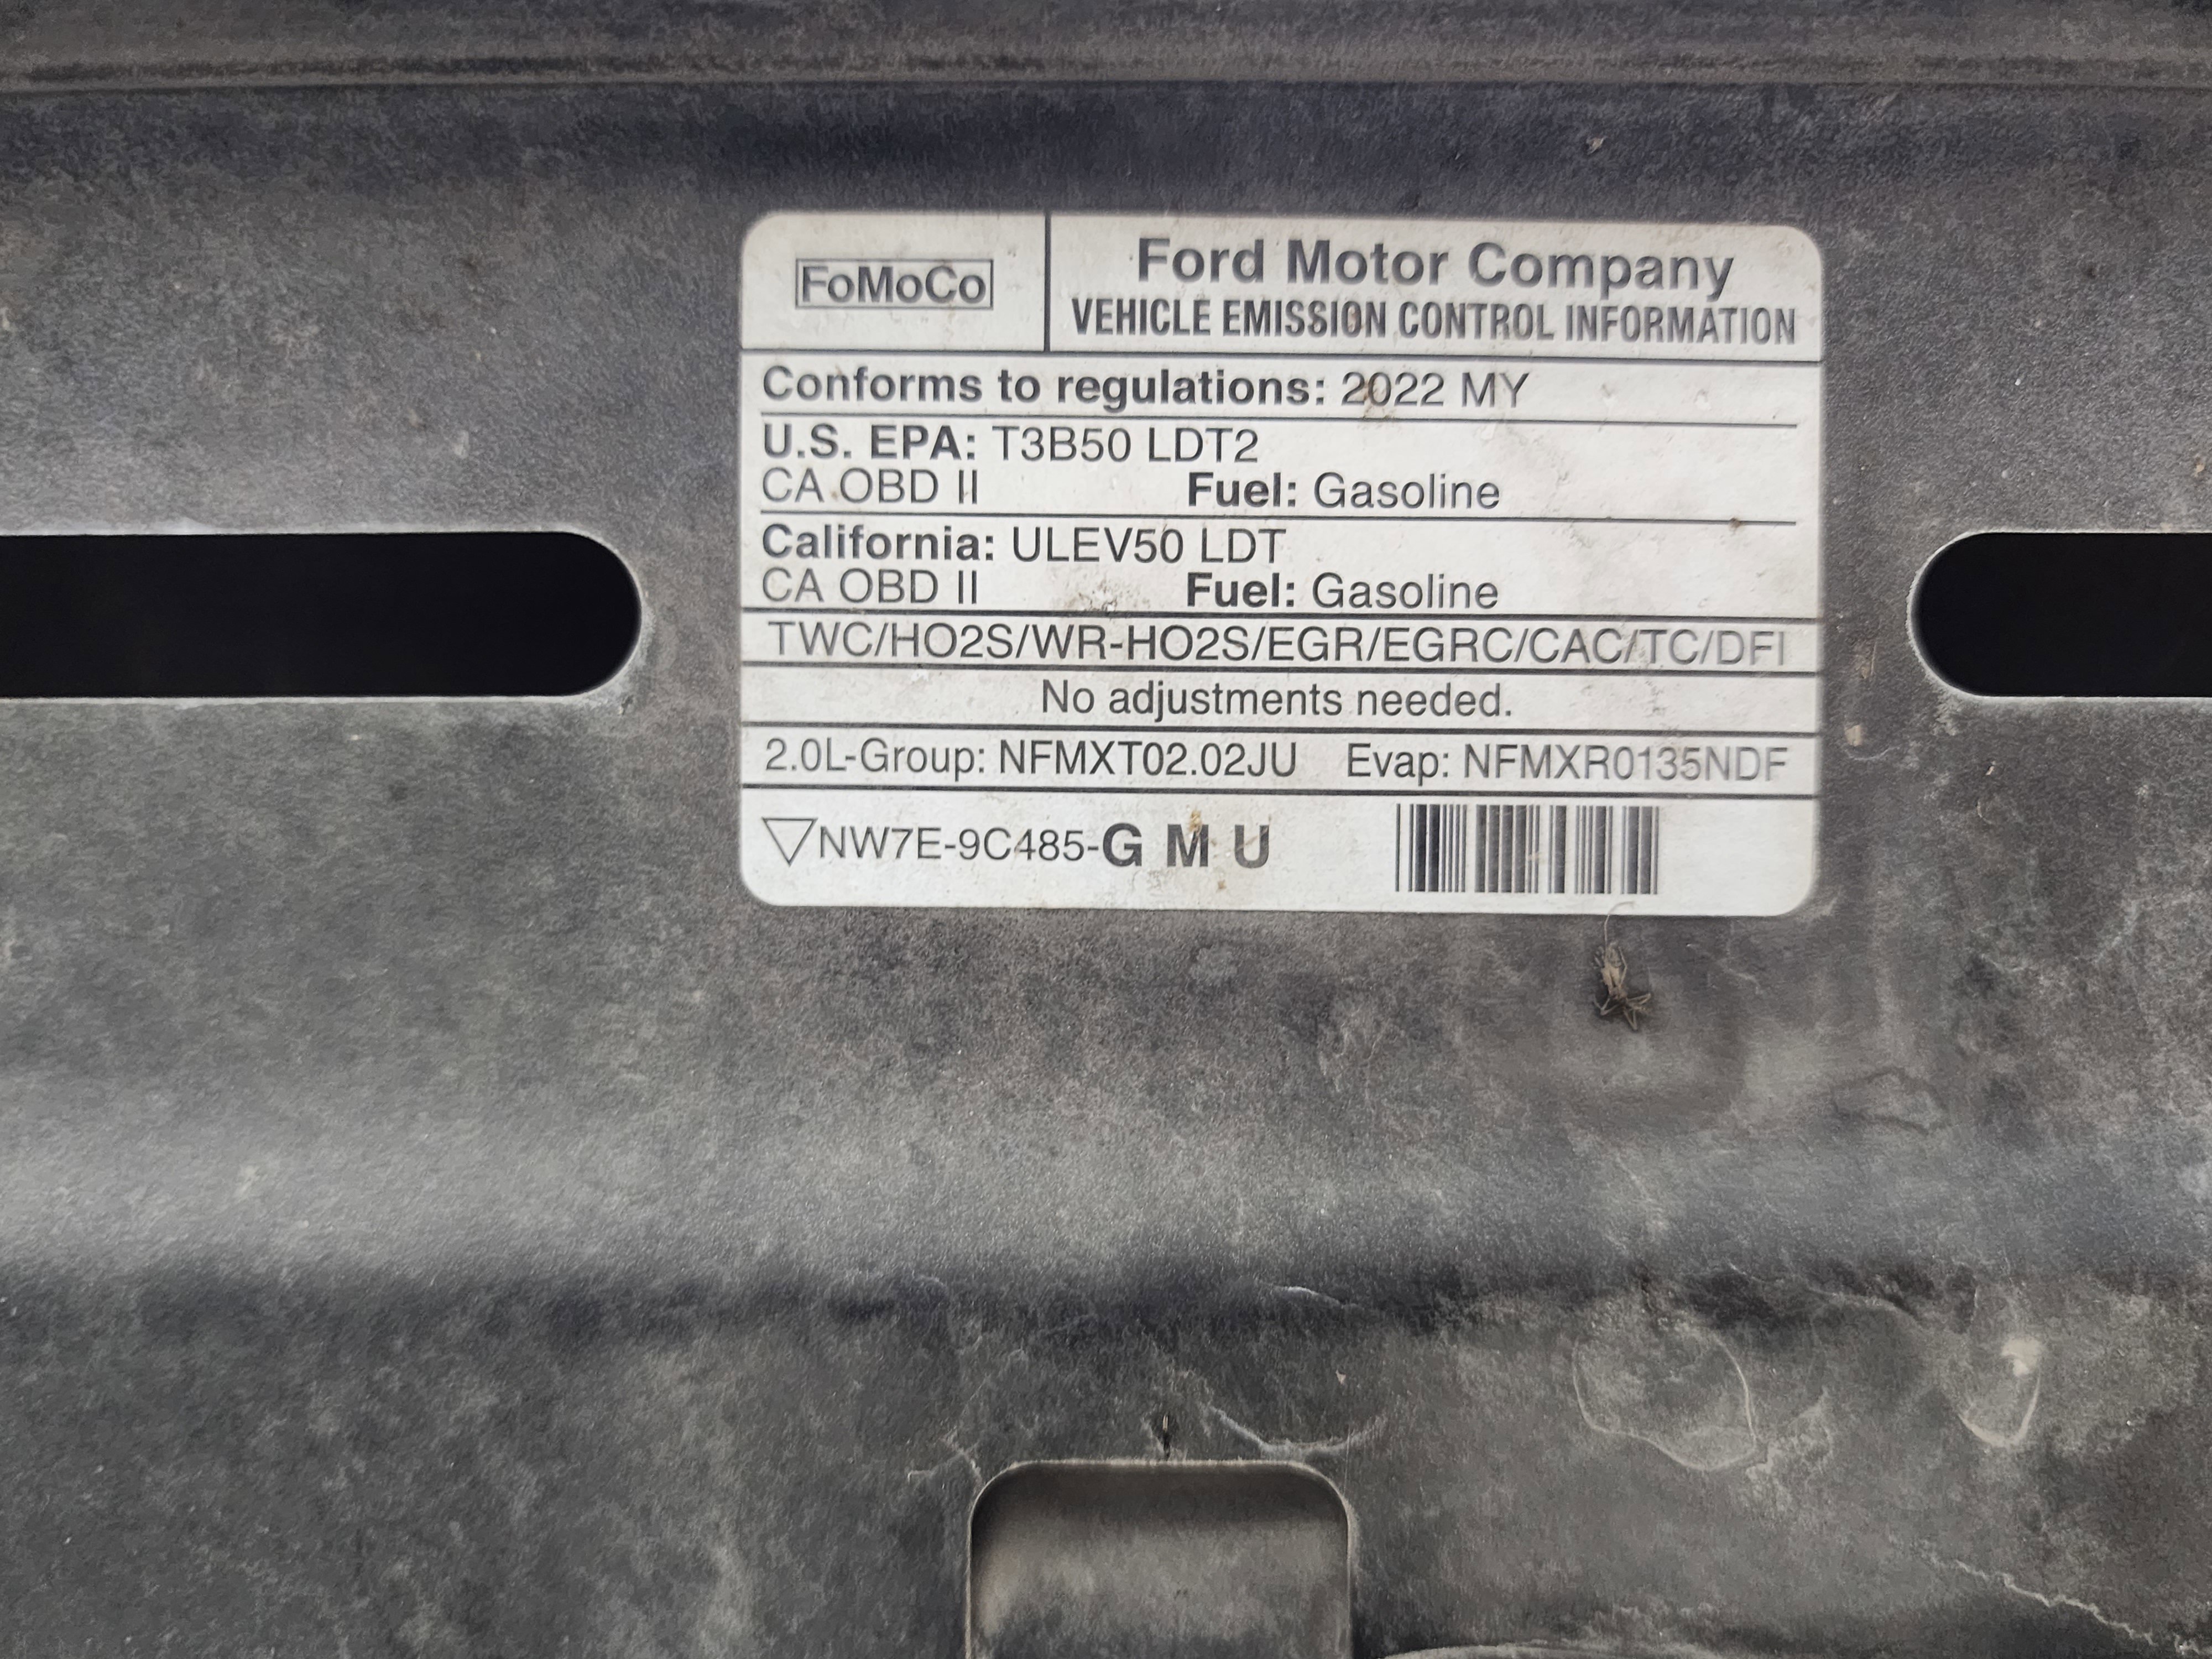 FoMoCo
Ford Motor Company
VEHICLE EMISSION CONTROL INFORMATION
Conforms to regulations: 2022 MY
U.S. EPA: T3B50 LDT2
CA OBD II Fuel: Gasoline
California: ULEV50 LDT
CA OBD II Fuel: Gasoline
TWC/HO2S/WR-HO2S/EGR/EGRC/CAC/TC/DFI
No adjustments needed.
2.0L-Group: NFMXT02.02JU Evap: NFMXR0135NDF
NW7E-9C485-G M U